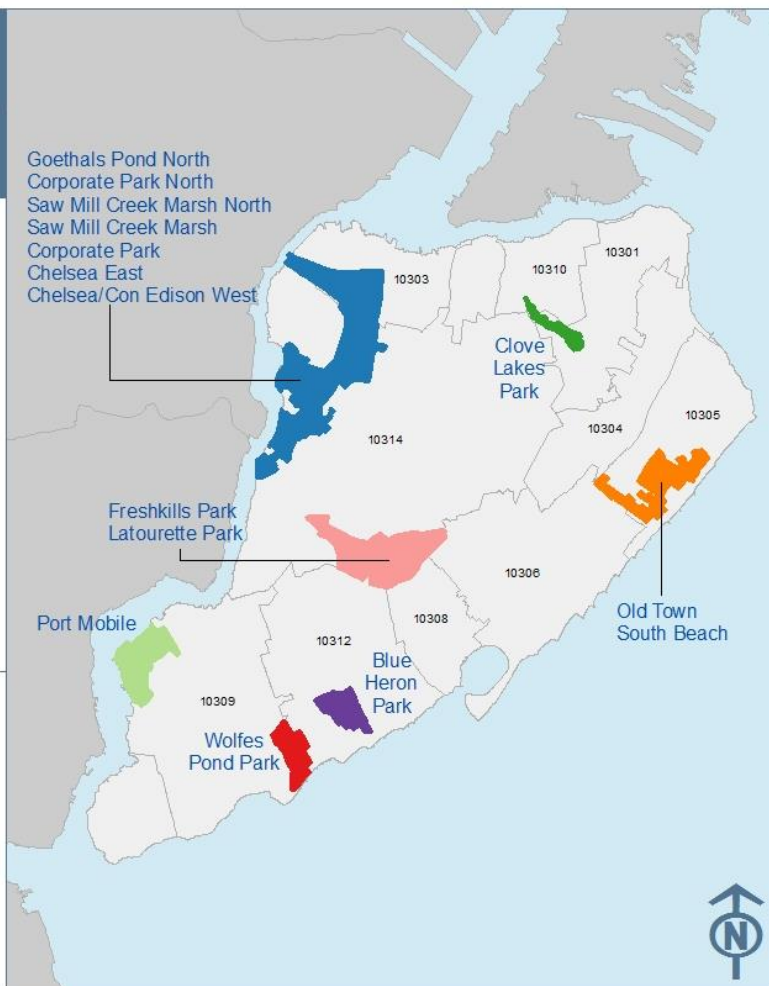 Goethals Pond North
Corporate Park North
Saw Mill Creek Marsh North
Saw Mill Creek Marsh
Corporate Park
Chelsea East
Chelsea/Con Edison West
10303
10310
10301
Clove
Lakes
Park
10314
10304
10305
Freshkills Park
Latourette Park
10306
Old Town
South Beach
Port Mobile
10312
10308
Blue
Heron
Park
10309
Wolfes
Pond Park
N